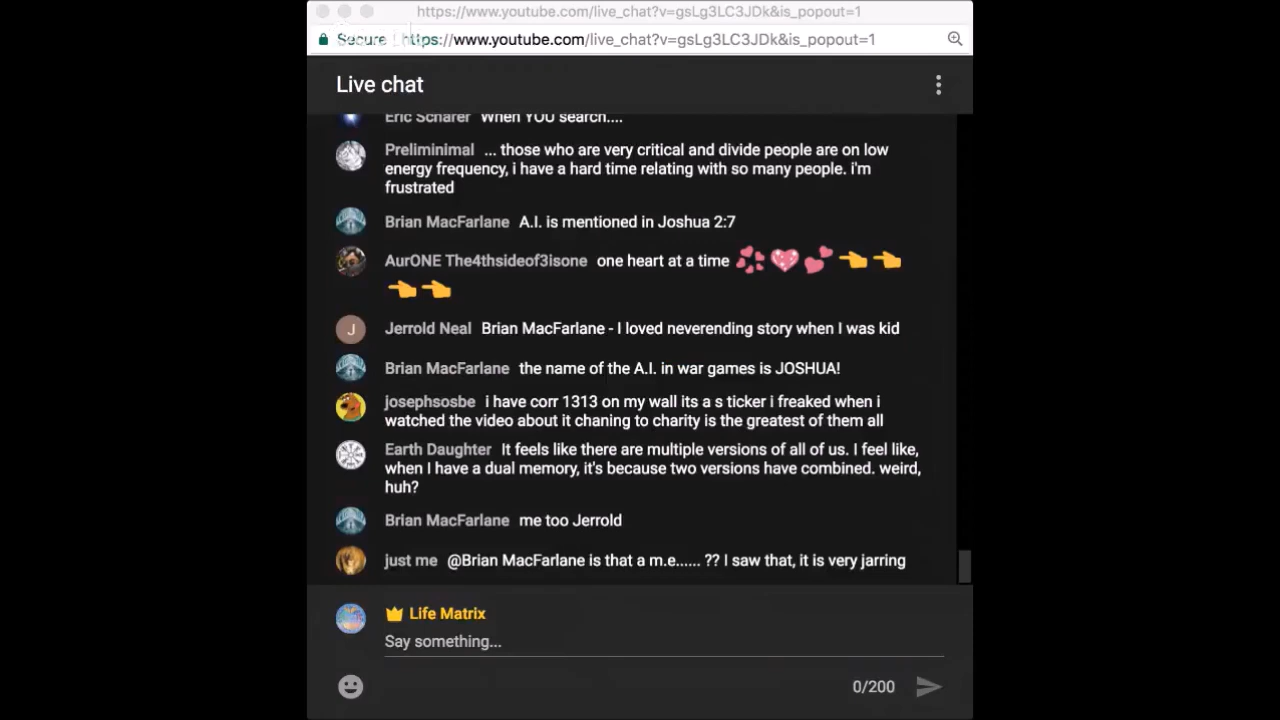 https://www.youtube.com/live_chat?v=gsLg3LC3JDk&is_popout=1
Secure https://www.youtube.com/live_chat?v=gsLg3LC3JDk&is_popout=1
Live chat
Eric Scharer When YOU search....
Preliminimal ... those who are very critical and divide people are on low
energy frequency, i have a hard time relating with so many people. i'm
frustrated
Brian MacFarlane A.I. is mentioned in Joshua 2:7
AurONE The4thsideof3isone one heart at a time 💞 💖 💕 👈 👈
👈 👈
J Jerrold Neal Brian MacFarlane - I loved neverending story when I was kid
Brian MacFarlane the name of the A.I. in war games is JOSHUA!
josephsosbe i have corr 1313 on my wall its a s ticker i freaked when i
watched the video about it chaning to charity is the greatest of them all
Earth Daughter It feels like there are multiple versions of all of us. I feel like,
when I have a dual memory, it's because two versions have combined. weird,
huh?
Brian MacFarlane me too Jerrold
just me @Brian MacFarlane is that a m.e...... ?? I saw that, it is very jarring
Life Matrix
Say something...
0/200